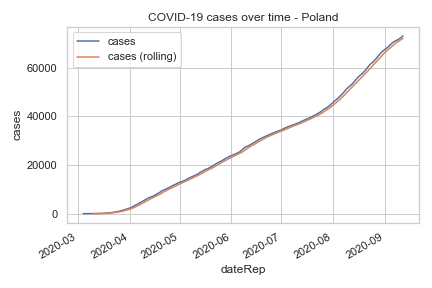 COVID-19 cases over time - Poland
cases
cases (rolling)
60000
40000
20000
0
cases
2020-03
2020-04
2020-05
2020-06
2020-07
2020-08
2020-09
dateRep